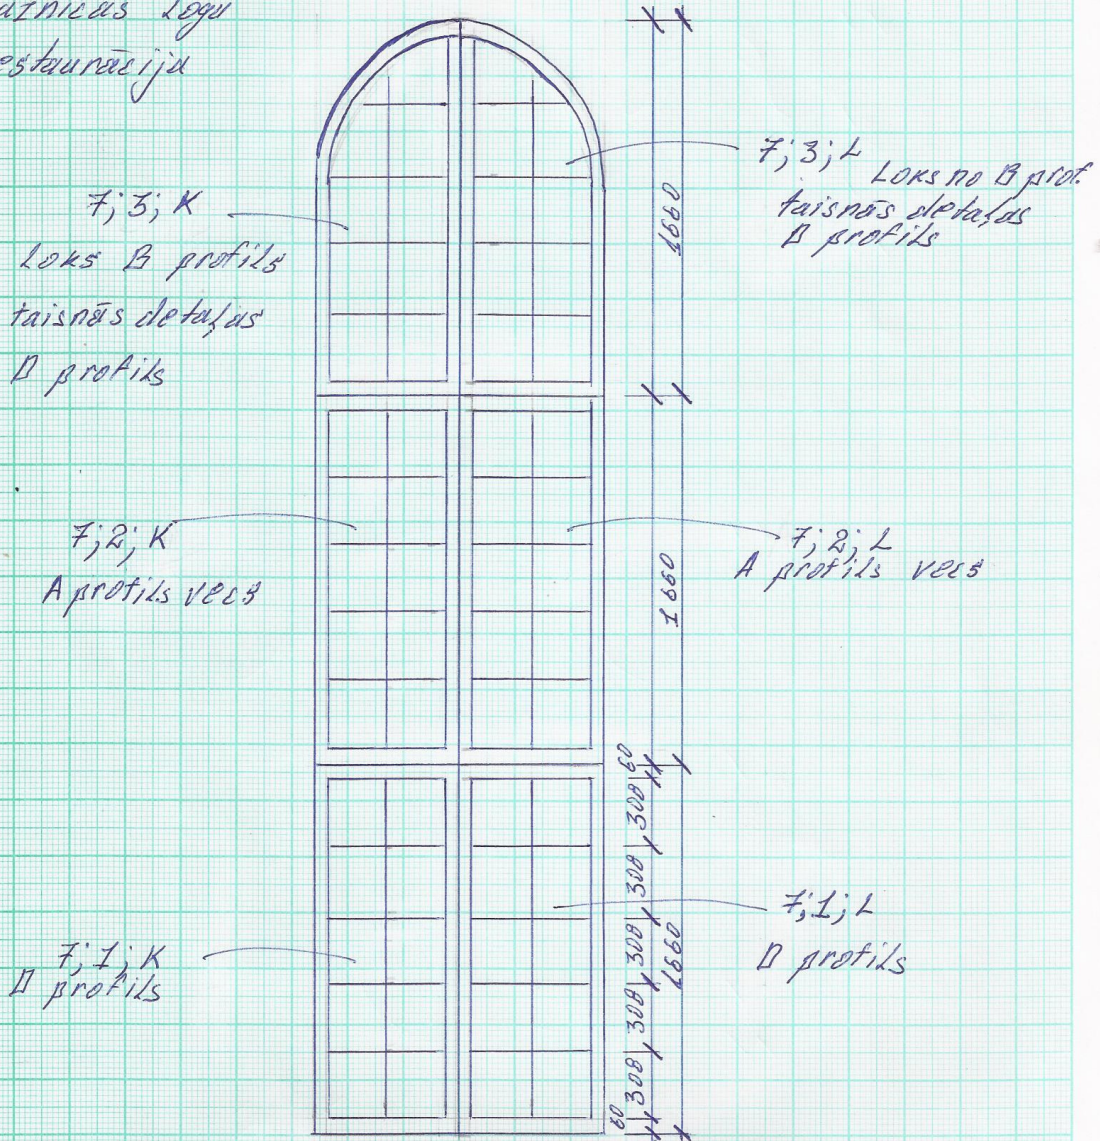 logu
7; 3; L
Loks no B prof.
taisnās detaļas
D profils
7; 3; K
Loks B profils
taisnās detaļas
D profils
1660
7; 2; K
A profils vecs
7; 2; L
A profils vecs
1660
60
308
308
308
308
308
60
1660
7; 1; K
D profils
7; 1; L
D profils